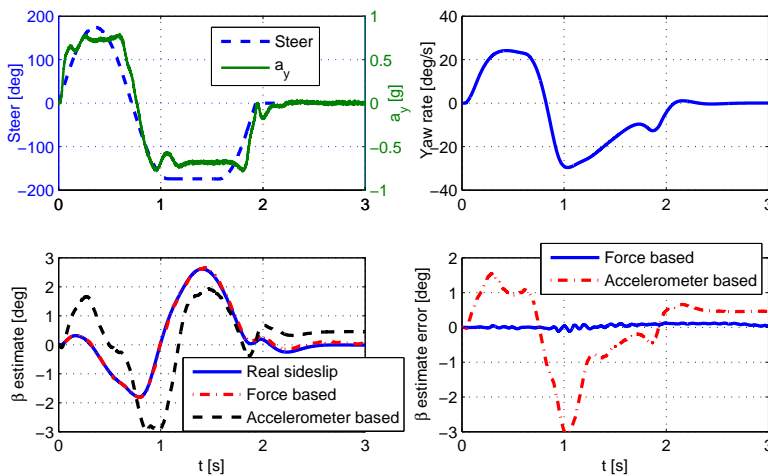 200
100
0
−100
−200
Steer [deg]
Steer
a_y
1
0.5
0
−0.5
−1
a_y [g]
0 1 2 3
40
20
0
−20
−40
Yaw rate [deg/s]
0 1 2 3
3
2
1
0
−1
−2
−3
β estimate [deg]
Real sideslip
Force based
Accelerometer based
0 1 2 3
t [s]
2
1
0
−1
−2
−3
β estimate error [deg]
Force based
Accelerometer based
0 1 2 3
t [s]